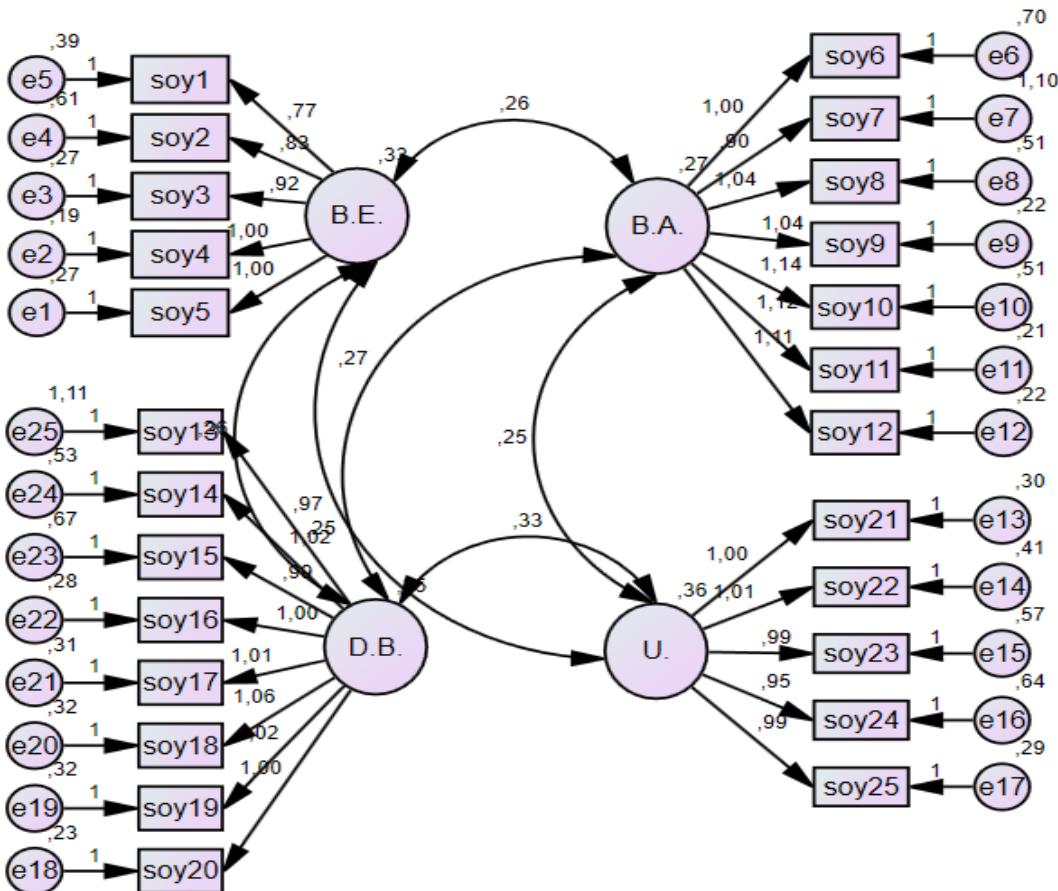 ,39
e5 1 soy1
,61
e4 1 soy2
,27
e3 1 soy3
,19
e2 1 soy4
,27
e1 1 soy5
,77
,83
,92
1,00
1,00
,33
B.E.
,26
,27
B.A.
1,00
,90
1,04
1,04
1,14
1,12
1,11
,70
soy6 1 e6
1,10
soy7 1 e7
,51
soy8 1 e8
,22
soy9 1 e9
,51
soy10 1 e10
,21
soy11 1 e11
,22
soy12 1 e12
,27
,25
,25
,33
1,11
e25 1 soy13
,53
e24 1 soy14
,67
e23 1 soy15
,28
e22 1 soy16
,31
e21 1 soy17
,32
e20 1 soy18
,32
e19 1 soy19
,23
e18 1 soy20
,97
1,02
1,00
1,01
1,06
,02
1,00
D.B.
,36
U.
1,00
1,01
,99
,95
,99
,30
soy21 1 e13
,41
soy22 1 e14
,57
soy23 1 e15
,64
soy24 1 e16
,29
soy25 1 e17